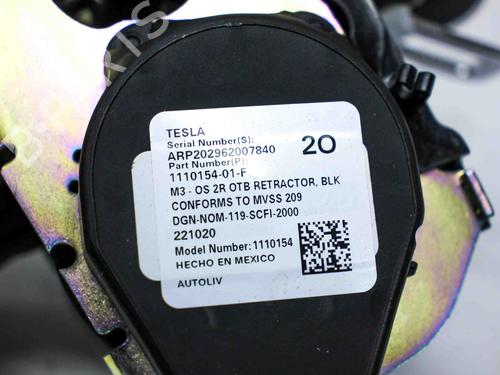 TESLA
Serial Number(S):
ARP202962007840
20
Part Number(P):
1110154-01-F
M3 - OS 2R OTB RETRACTOR, BLK
CONFORMS TO MVSS 209
DGN-NOM-119-SCFI-2000
221020
Model Number: 1110154
HECHO EN MEXICO
AUTOLIV